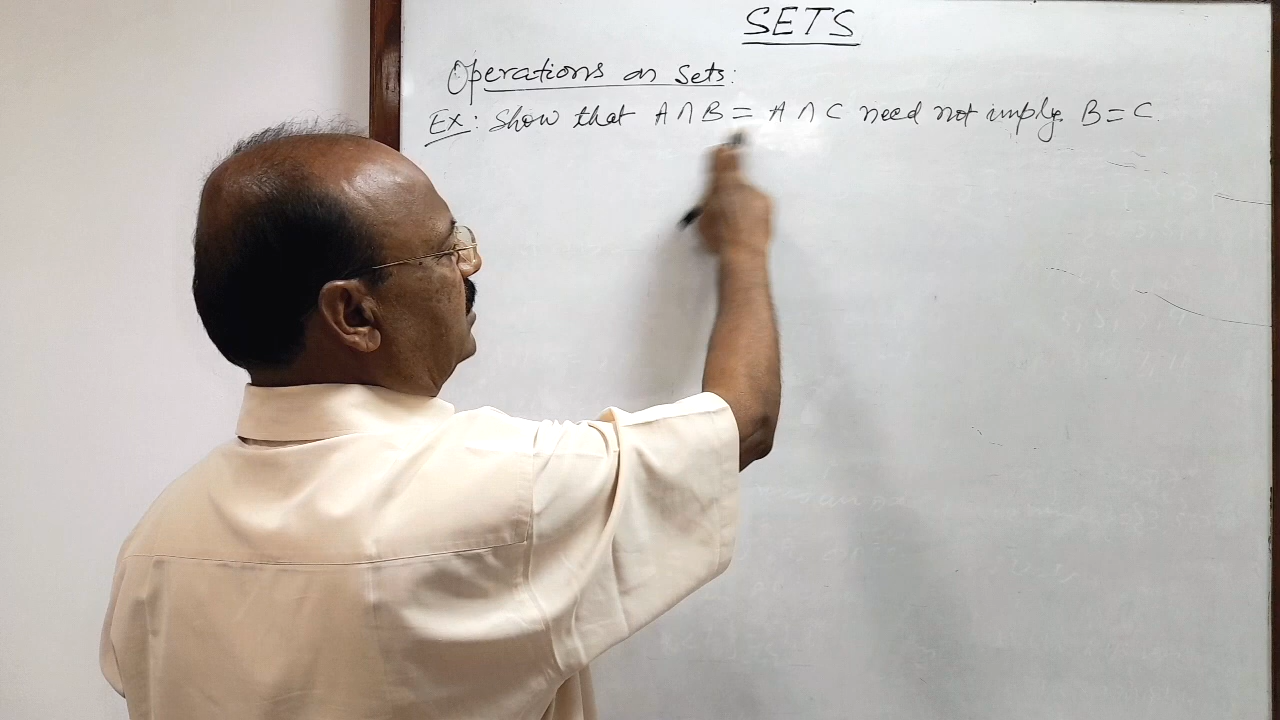 SETS
Operations on Sets:
Ex: Show that A ∩ B = A ∩ C need not imply B = C.